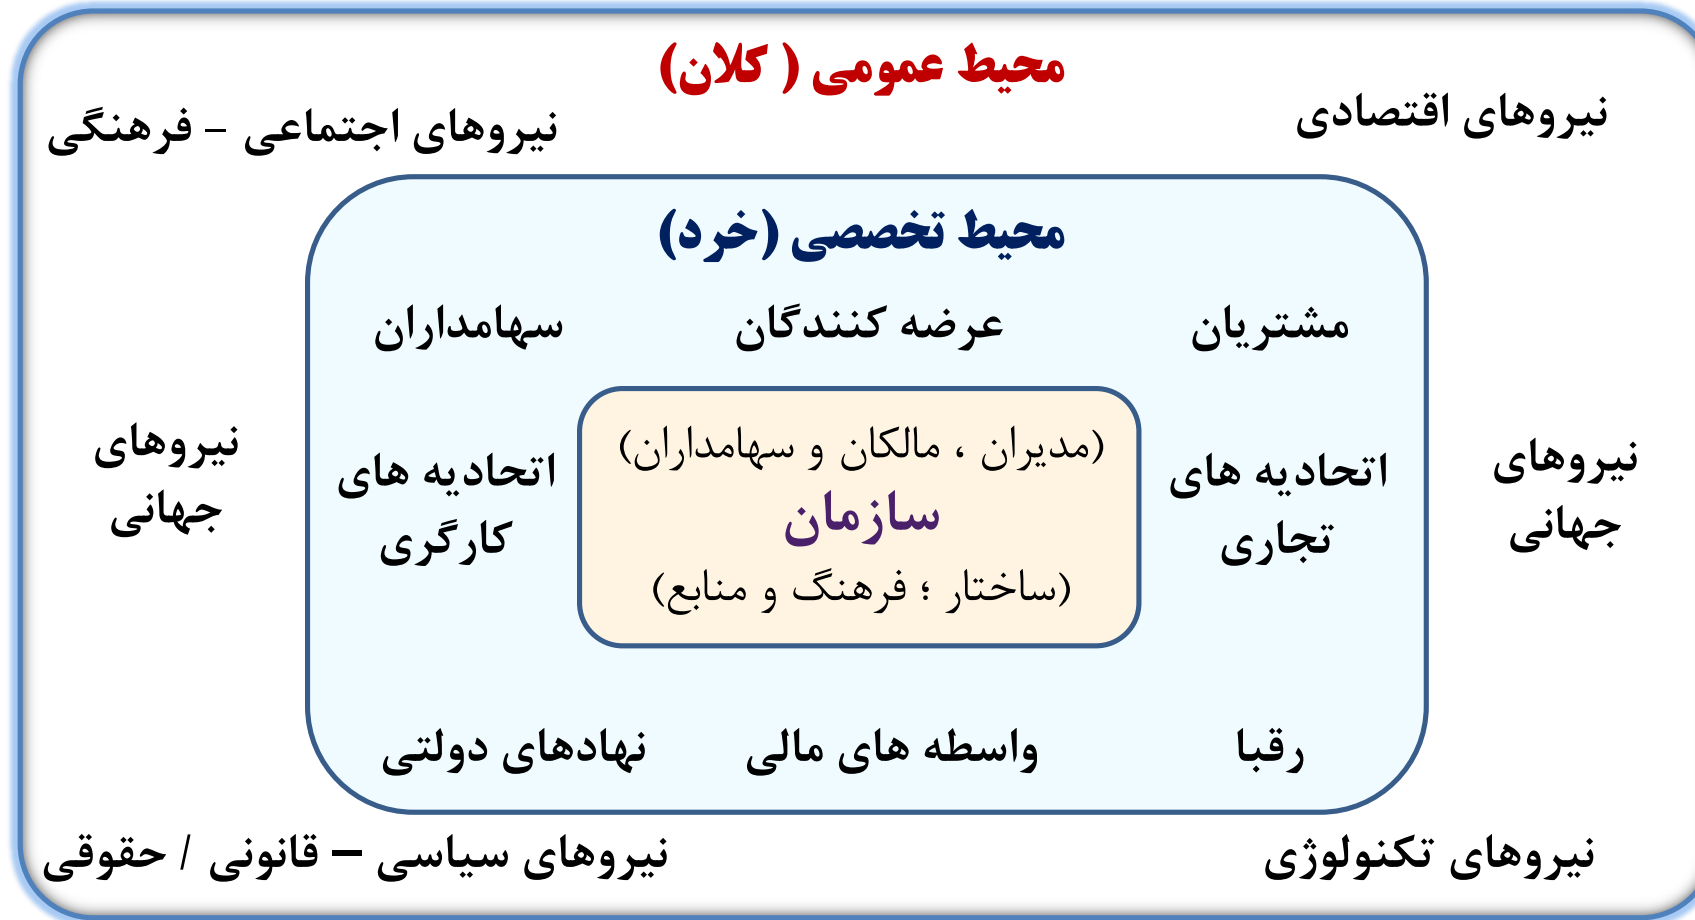 محیط عمومی ( کلان)
نیروهای اقتصادی
نیروهای اجتماعی – فرهنگی
محیط تخصصی (خرد)
مشتریان
عرضه کنندگان
سهامداران
نیروهای
جهانی
اتحادیه های
تجاری
(مدیران ، مالکان و سهامداران)
سازمان
(ساختار ؛ فرهنگ و منابع)
اتحادیه های
کارگری
نیروهای
جهانی
رقبا
واسطه های مالی
نهادهای دولتی
نیروهای تکنولوژی
نیروهای سیاسی – قانونی / حقوقی